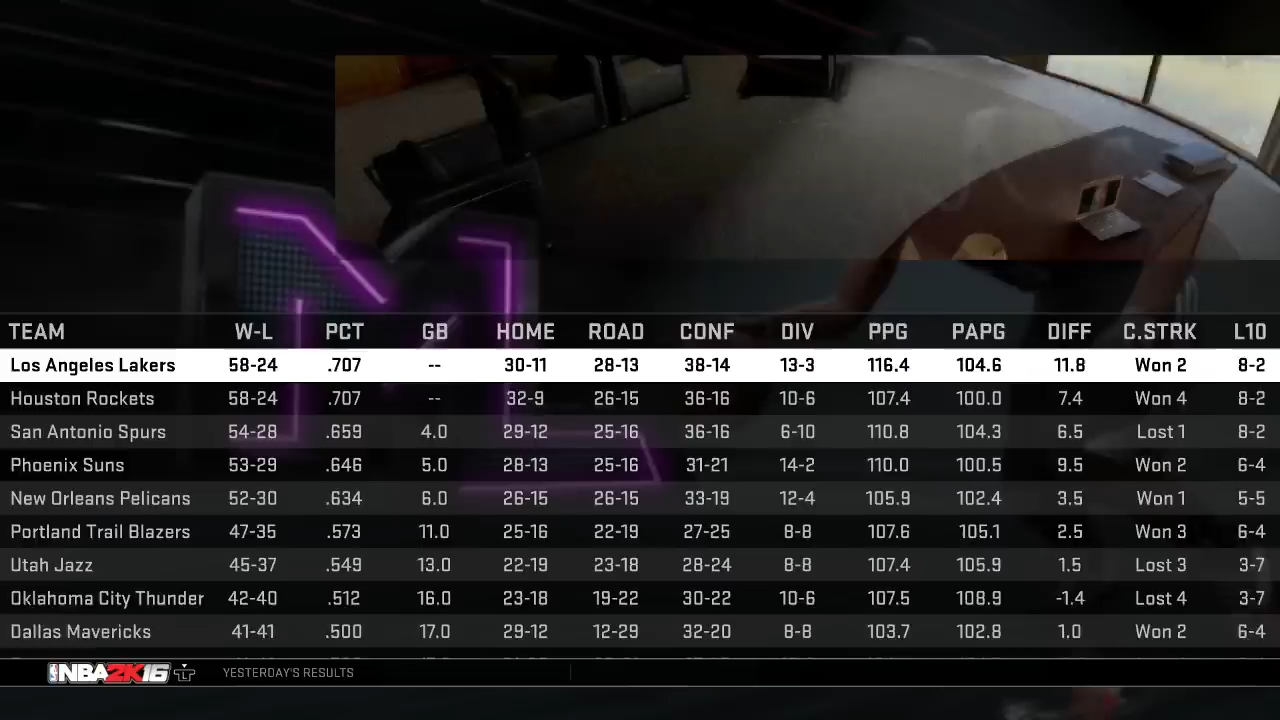 TEAM W-L PCT GB HOME ROAD CONF DIV PPG PAPG DIFF C.STRK L10
Los Angeles Lakers 58-24 .707 -- 30-11 28-13 38-14 13-3 116.4 104.6 11.8 Won 2 8-2
Houston Rockets 58-24 .707 -- 32-9 26-15 36-16 10-6 107.4 100.0 7.4 Won 4 8-2
San Antonio Spurs 54-28 .659 4.0 29-12 25-16 36-16 6-10 110.8 104.3 6.5 Lost 1 8-2
Phoenix Suns 53-29 .646 5.0 28-13 25-16 31-21 14-2 110.0 100.5 9.5 Won 2 6-4
New Orleans Pelicans 52-30 .634 6.0 26-15 26-15 33-19 12-4 105.9 102.4 3.5 Won 1 5-5
Portland Trail Blazers 47-35 .573 11.0 25-16 22-19 27-25 8-8 107.6 105.1 2.5 Won 3 6-4
Utah Jazz 45-37 .549 13.0 22-19 23-18 28-24 8-8 107.4 105.9 1.5 Lost 3 3-7
Oklahoma City Thunder 42-40 .512 16.0 23-18 19-22 30-22 10-6 107.5 108.9 -1.4 Lost 4 3-7
Dallas Mavericks 41-41 .500 17.0 29-12 12-29 32-20 8-8 103.7 102.8 1.0 Won 2 6-4
NBA2K16 YESTERDAY'S RESULTS